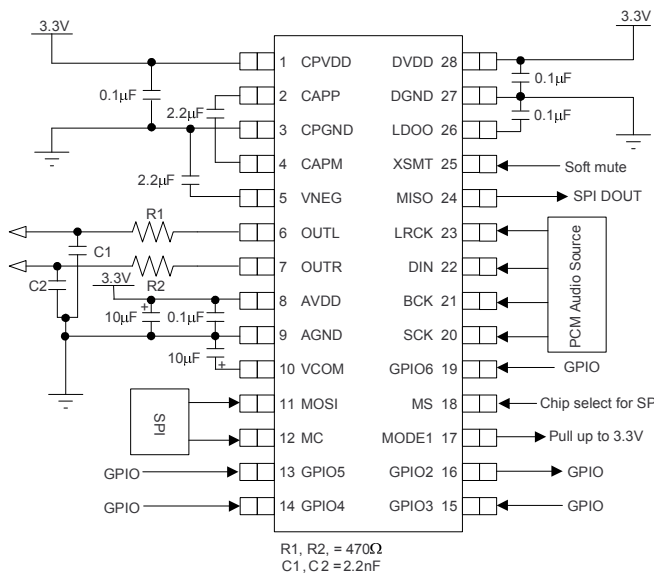 3.3V
3.3V
1 CPVDD DVDD 28
0.1μF
0.1μF
2 CAPP DGND 27
2.2μF
0.1μF
3 CPGND LDOO 26
4 CAPM XSMT 25
Soft mute
2.2μF
5 VNEG MISO 24
SPI DOUT
R1
6 OUTL LRCK 23
C1
7 OUTR DIN 22
R2
C2
3.3V
8 AVDD BCK 21
10μF + 0.1μF
9 AGND SCK 20
PCM Audio Source
10μF +
10 VCOM GPIO6 19
GPIO
SPI
11 MOSI MS 18
Chip select for SP
12 MC MODE1 17
Pull up to 3.3V
GPIO
13 GPIO5 GPIO2 16
GPIO
GPIO
14 GPIO4 GPIO3 15
GPIO
R1, R2, = 470Ω
C1, C2 = 2.2nF